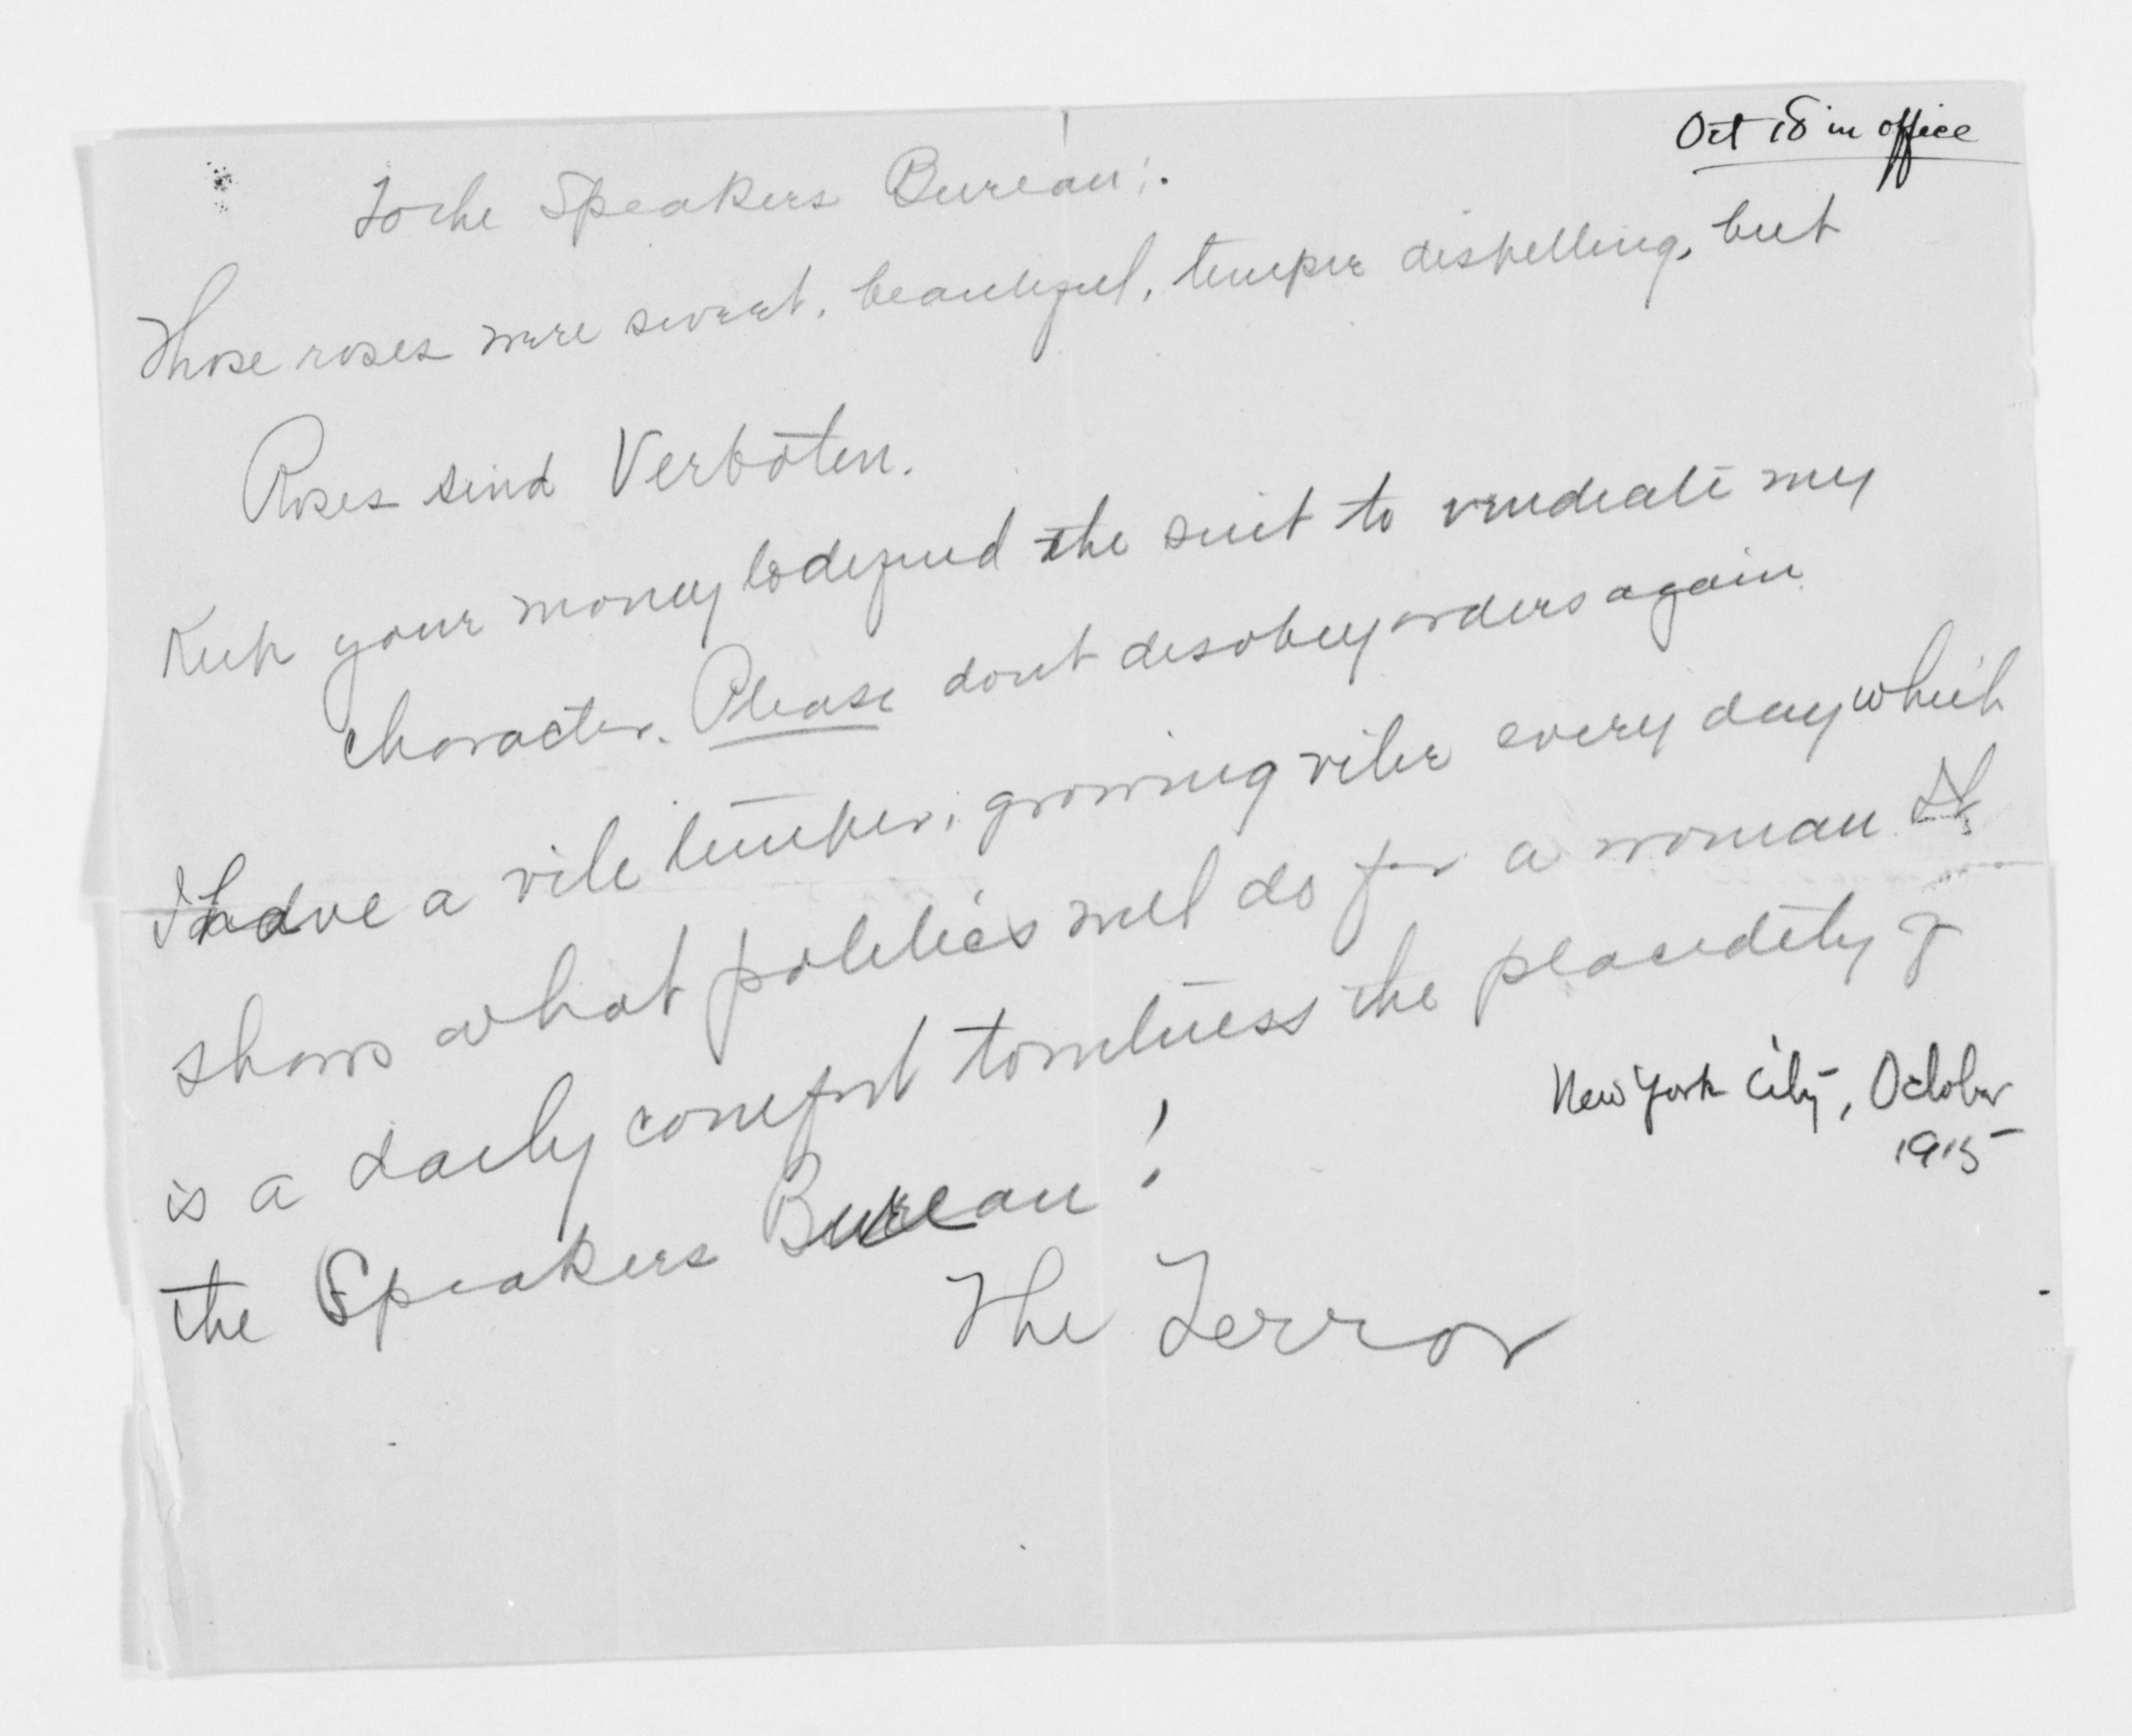 Oct 18 in office
To the Speakers Bureau:
Those roses were sweet, beautiful, temper dispelling, but
Roses sind Verboten.
Keep your money to defend the suit to vindicate my
character. Please dont disobey orders again
I have a vile temper, growing viler every day which
shows what politics will do for a woman. It
is a daily comfort to witness the placidity of
the Speakers Bureau!
The Terror
New York City, October
1915